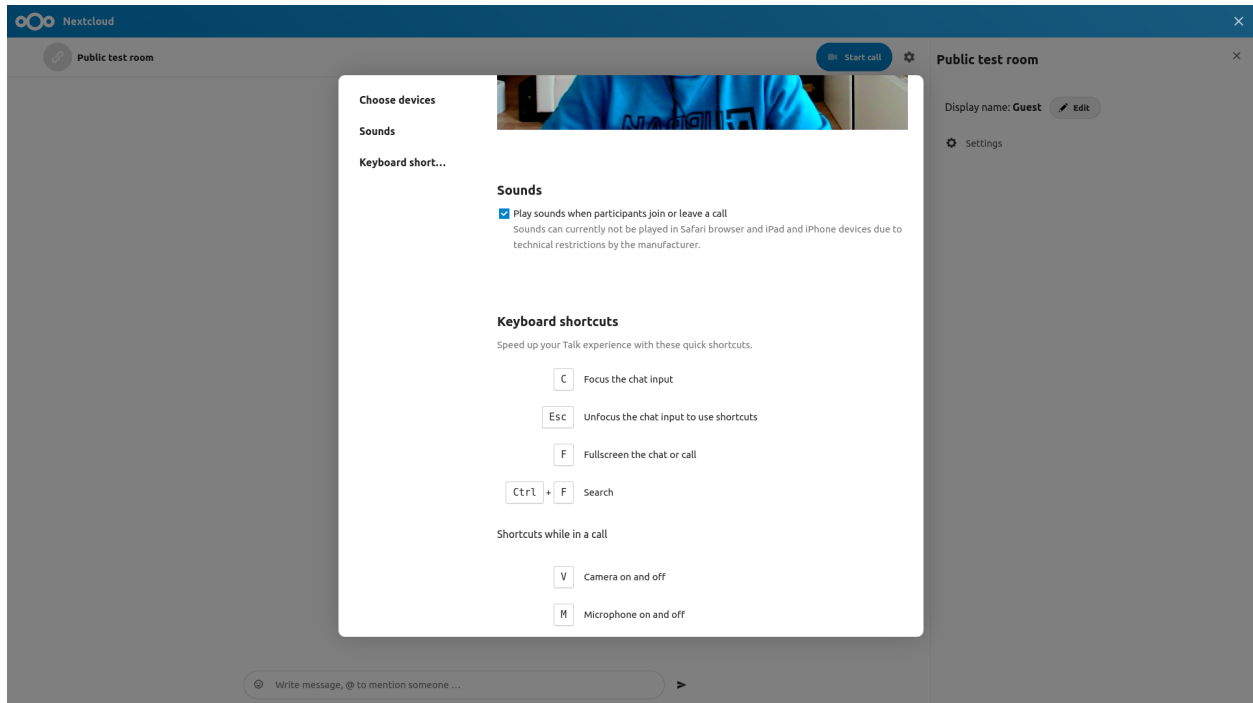 Nextcloud
Public test room
Start call
Public test room
Display name: Guest
Edit
Settings
Choose devices
Sounds
Keyboard short…
Sounds
Play sounds when participants join or leave a call
Sounds can currently not be played in Safari browser and iPad and iPhone devices due to
technical restrictions by the manufacturer.
Keyboard shortcuts
Speed up your Talk experience with these quick shortcuts.
C Focus the chat input
Esc Unfocus the chat input to use shortcuts
F Fullscreen the chat or call
Ctrl + F Search
Shortcuts while in a call
V Camera on and off
M Microphone on and off
Write message, @ to mention someone …